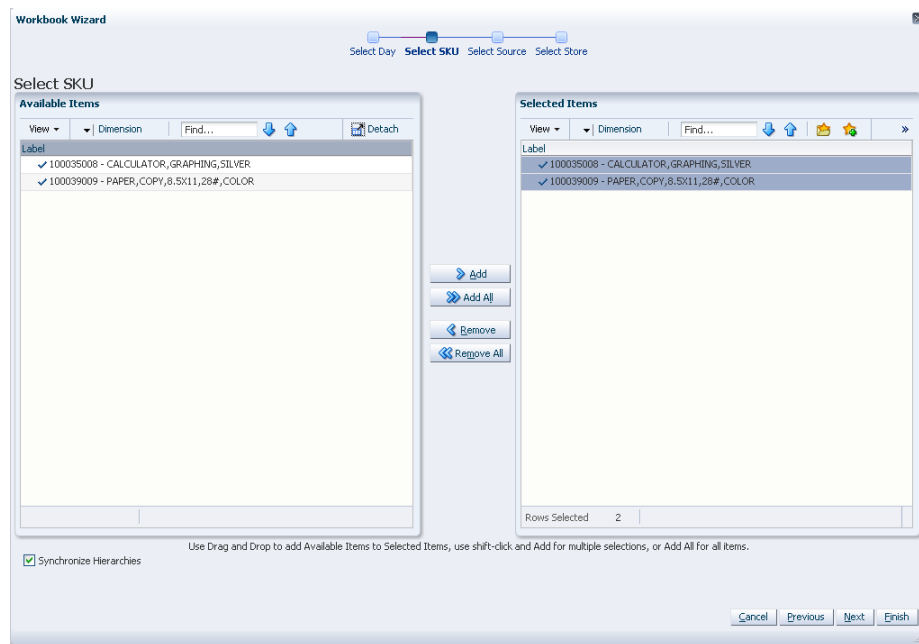 Workbook Wizard
Select Day Select SKU Select Source Select Store
Select SKU
Available Items
View Dimension Find... Detach
Label
100035008 - CALCULATOR,GRAPHING,SILVER
100039009 - PAPER,COPY,8.5X11,28#,COLOR
Add
Add All
Remove
Remove All
Selected Items
View Dimension Find... »
Label
100035008 - CALCULATOR,GRAPHING,SILVER
100039009 - PAPER,COPY,8.5X11,28#,COLOR
Rows Selected 2
Use Drag and Drop to add Available Items to Selected Items, use shift-click and Add for multiple selections, or Add All for all items.
Synchronize Hierarchies
Cancel Previous Next Finish